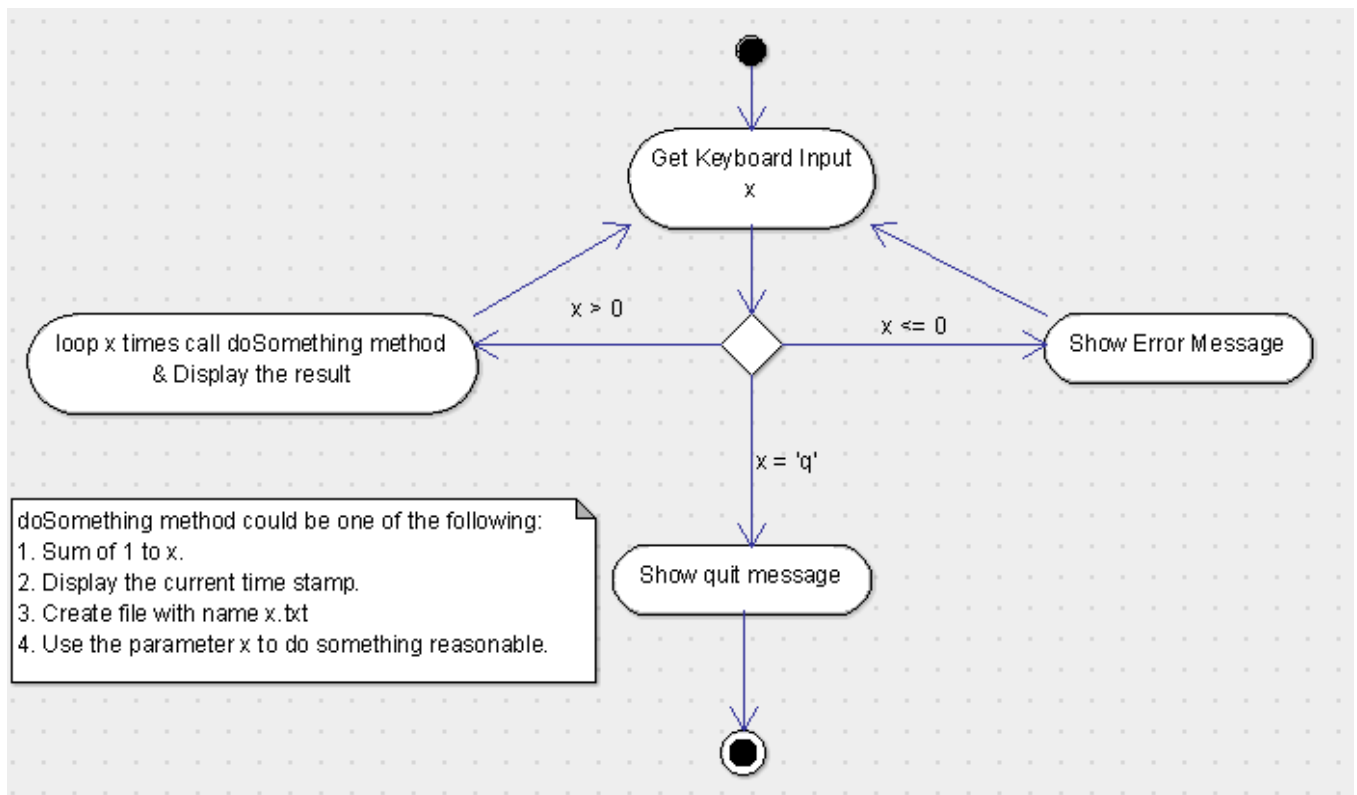 Get Keyboard Input
x
x > 0
x <= 0
loop x times call doSomething method
& Display the result
Show Error Message
x = 'q'
doSomething method could be one of the following:
1. Sum of 1 to x.
2. Display the current time stamp.
3. Create file with name x.txt
4. Use the parameter x to do something reasonable.
Show quit message